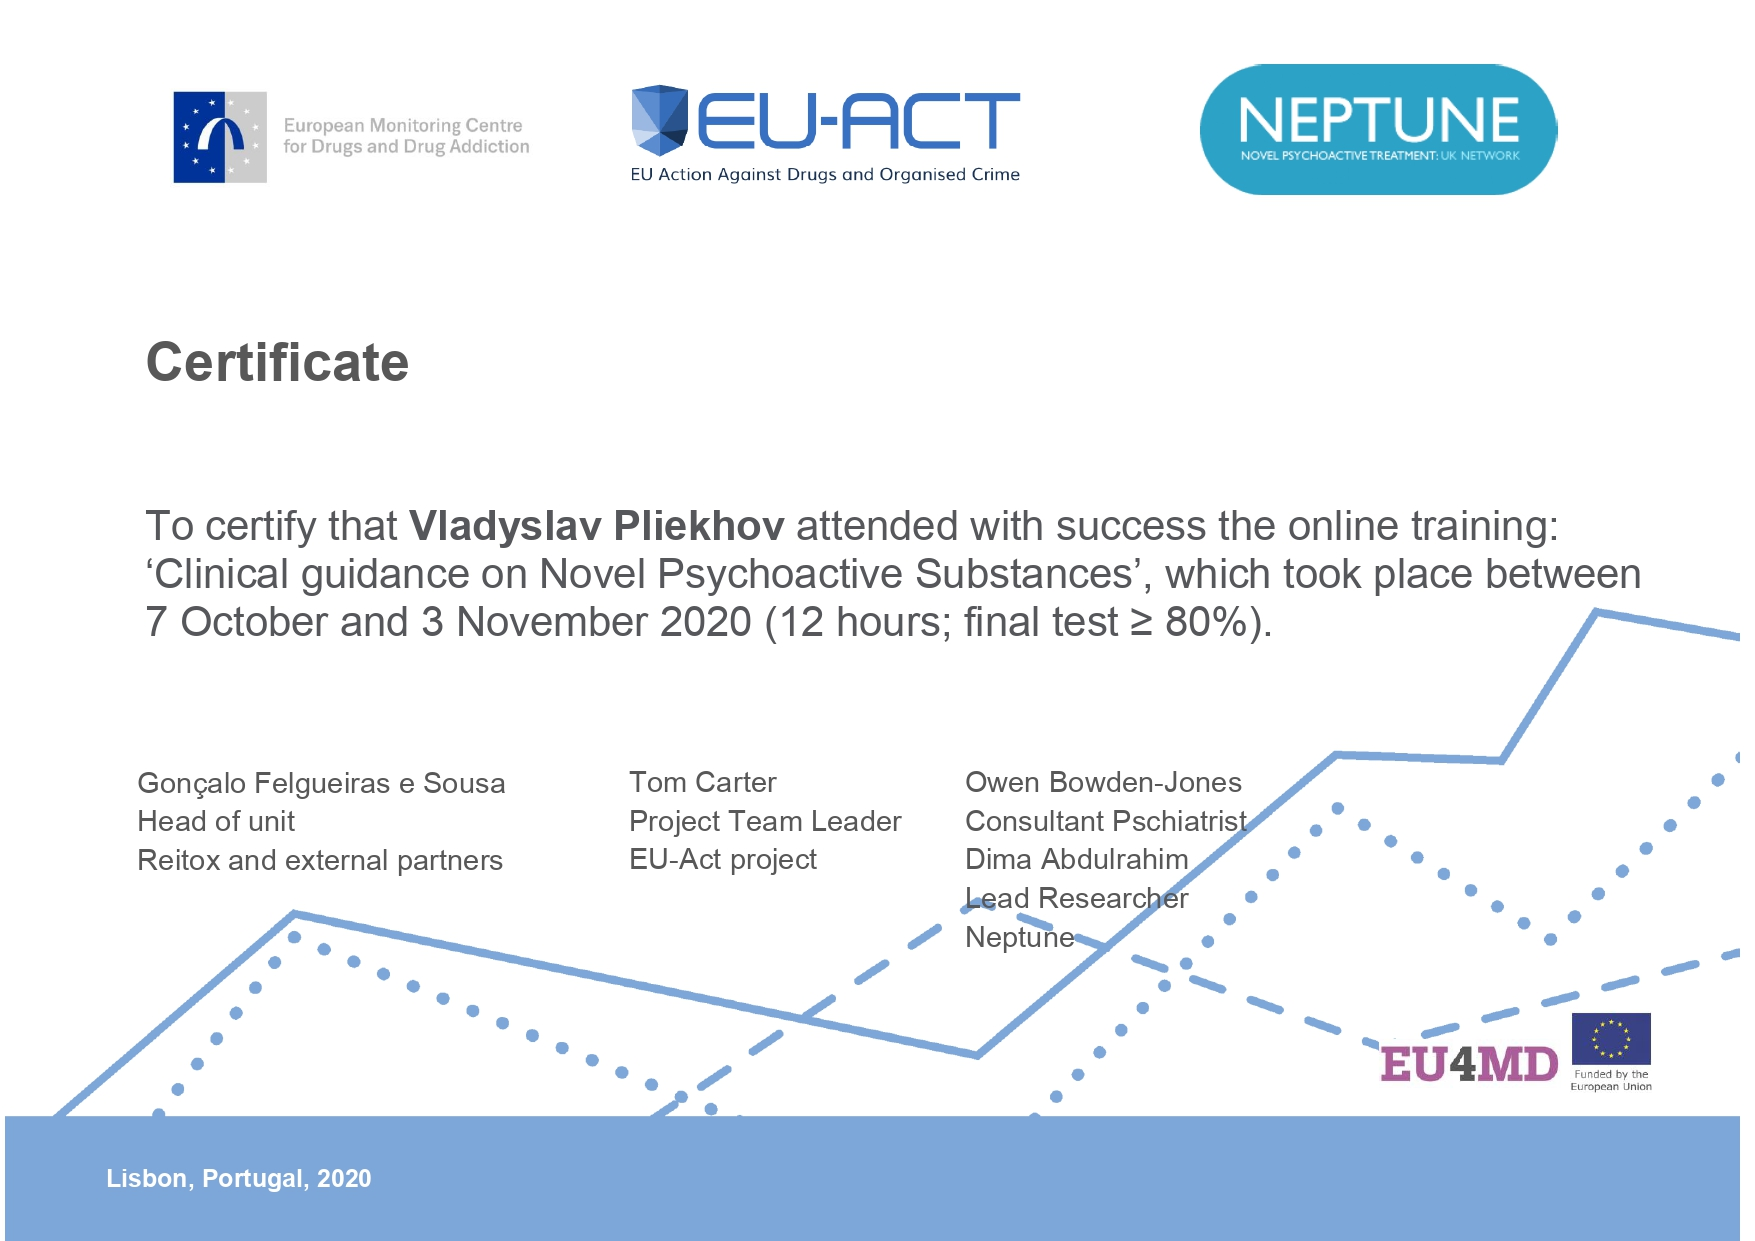 European Monitoring Centre
for Drugs and Drug Addiction
EU-ACT
EU Action Against Drugs and Organised Crime
NEPTUNE
NOVEL PSYCHOACTIVE TREATMENT: UK NETWORK
Certificate
To certify that Vladyslav Pliekhov attended with success the online training:
‘Clinical guidance on Novel Psychoactive Substances’, which took place between
7 October and 3 November 2020 (12 hours; final test ≥ 80%).
Gonçalo Felgueiras e Sousa
Head of unit
Reitox and external partners
Tom Carter
Project Team Leader
EU-Act project
Owen Bowden-Jones
Consultant Pschiatrist
Dima Abdulrahim
Lead Researcher
Neptune
EU4MD
Funded by the
European Union
Lisbon, Portugal, 2020